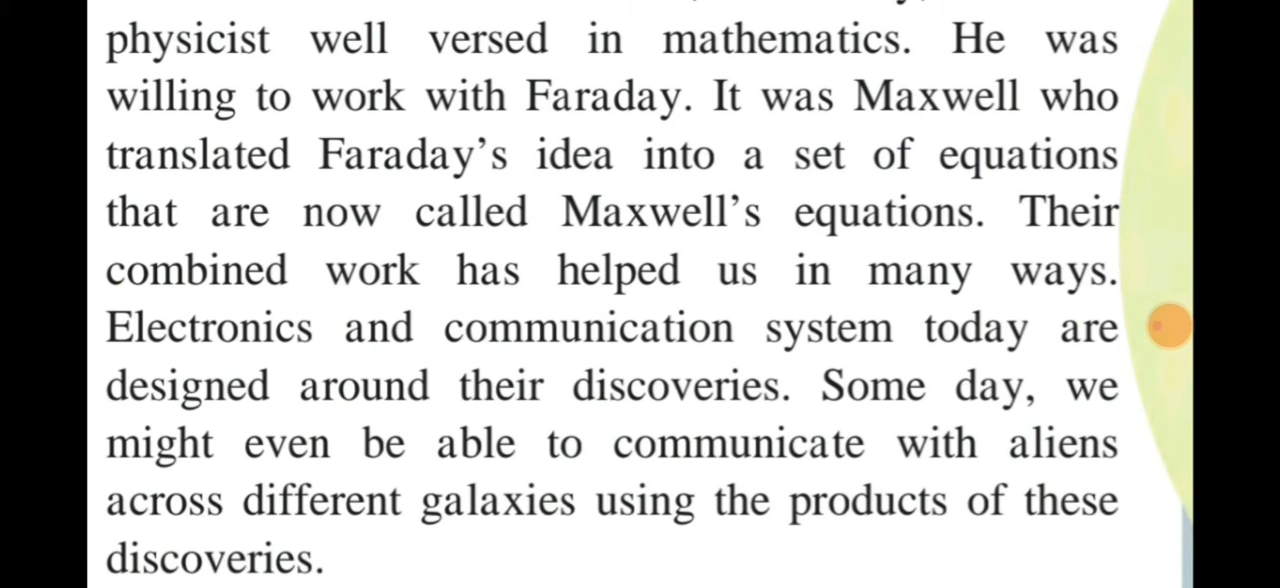 physicist well versed in mathematics. He was
willing to work with Faraday. It was Maxwell who
translated Faraday’s idea into a set of equations
that are now called Maxwell’s equations. Their
combined work has helped us in many ways.
Electronics and communication system today are
designed around their discoveries. Some day, we
might even be able to communicate with aliens
across different galaxies using the products of these
discoveries.